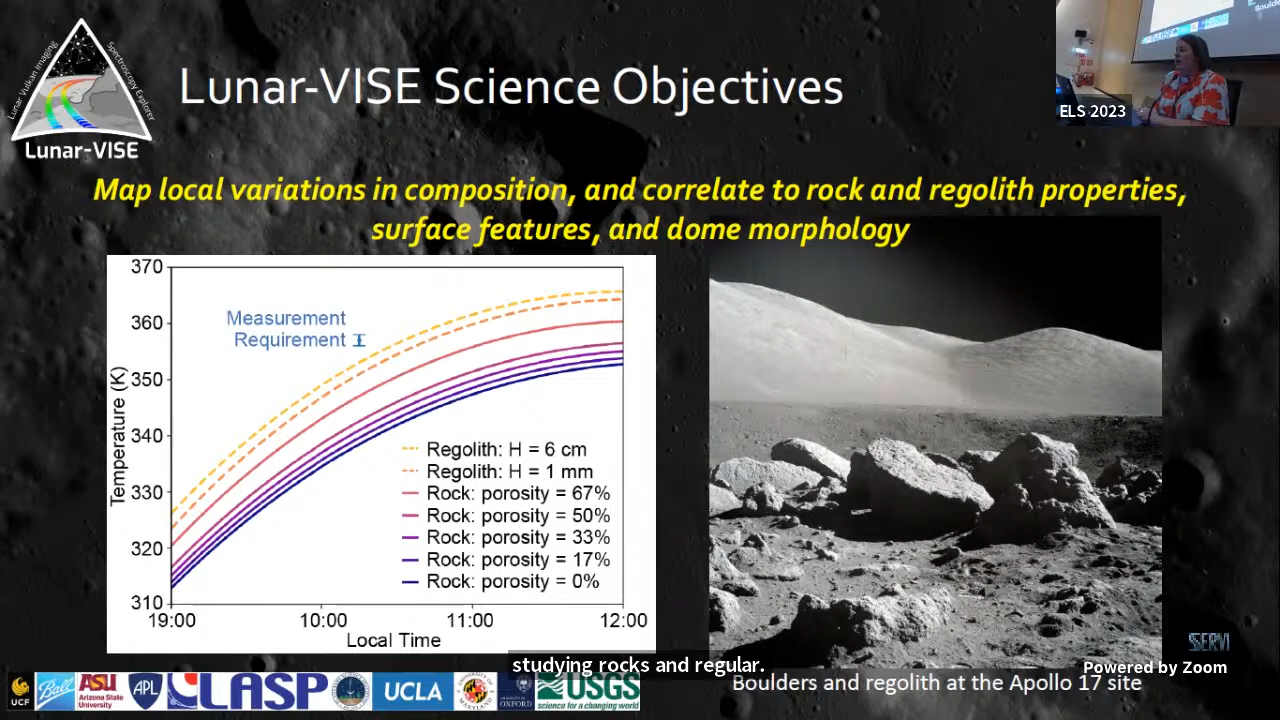 Lunar Vulkan Imaging
Spectroscopy Explorer
Lunar-VISE
Lunar-VISE Science Objectives
ELS 2023
Map local variations in composition, and correlate to rock and regolith properties,
surface features, and dome morphology
370
360
350
340
330
320
310
Temperature (K)
Measurement
Requirement
Regolith: H = 6 cm
Regolith: H = 1 mm
Rock: porosity = 67%
Rock: porosity = 50%
Rock: porosity = 33%
Rock: porosity = 17%
Rock: porosity = 0%
19:00
10:00
11:00
12:00
Local Time
SERVI
studying rocks and regular.
Powered by Zoom
Boulders and regolith at the Apollo 17 site
UCF
Ball
ASU
Arizona State
University
APL
LASP
UCLA
UNIVERSITY OF
MARYLAND
OXFORD
USGS
science for a changing world